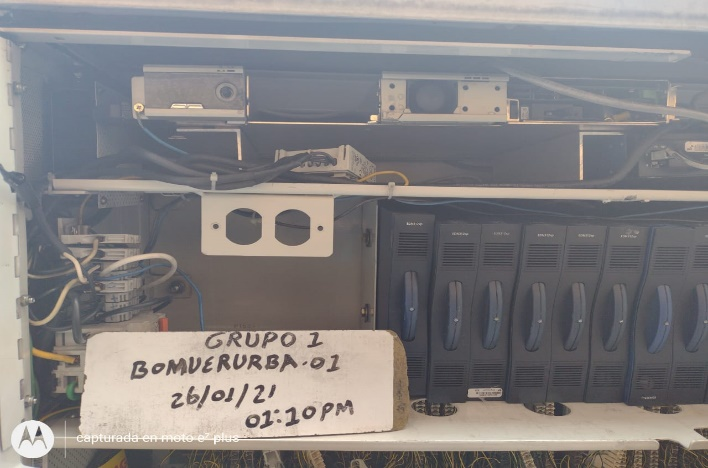 GRUPO 1
BOMUERURBA.01
26/01/21
01:10PM
capturada en moto e⁶ plus